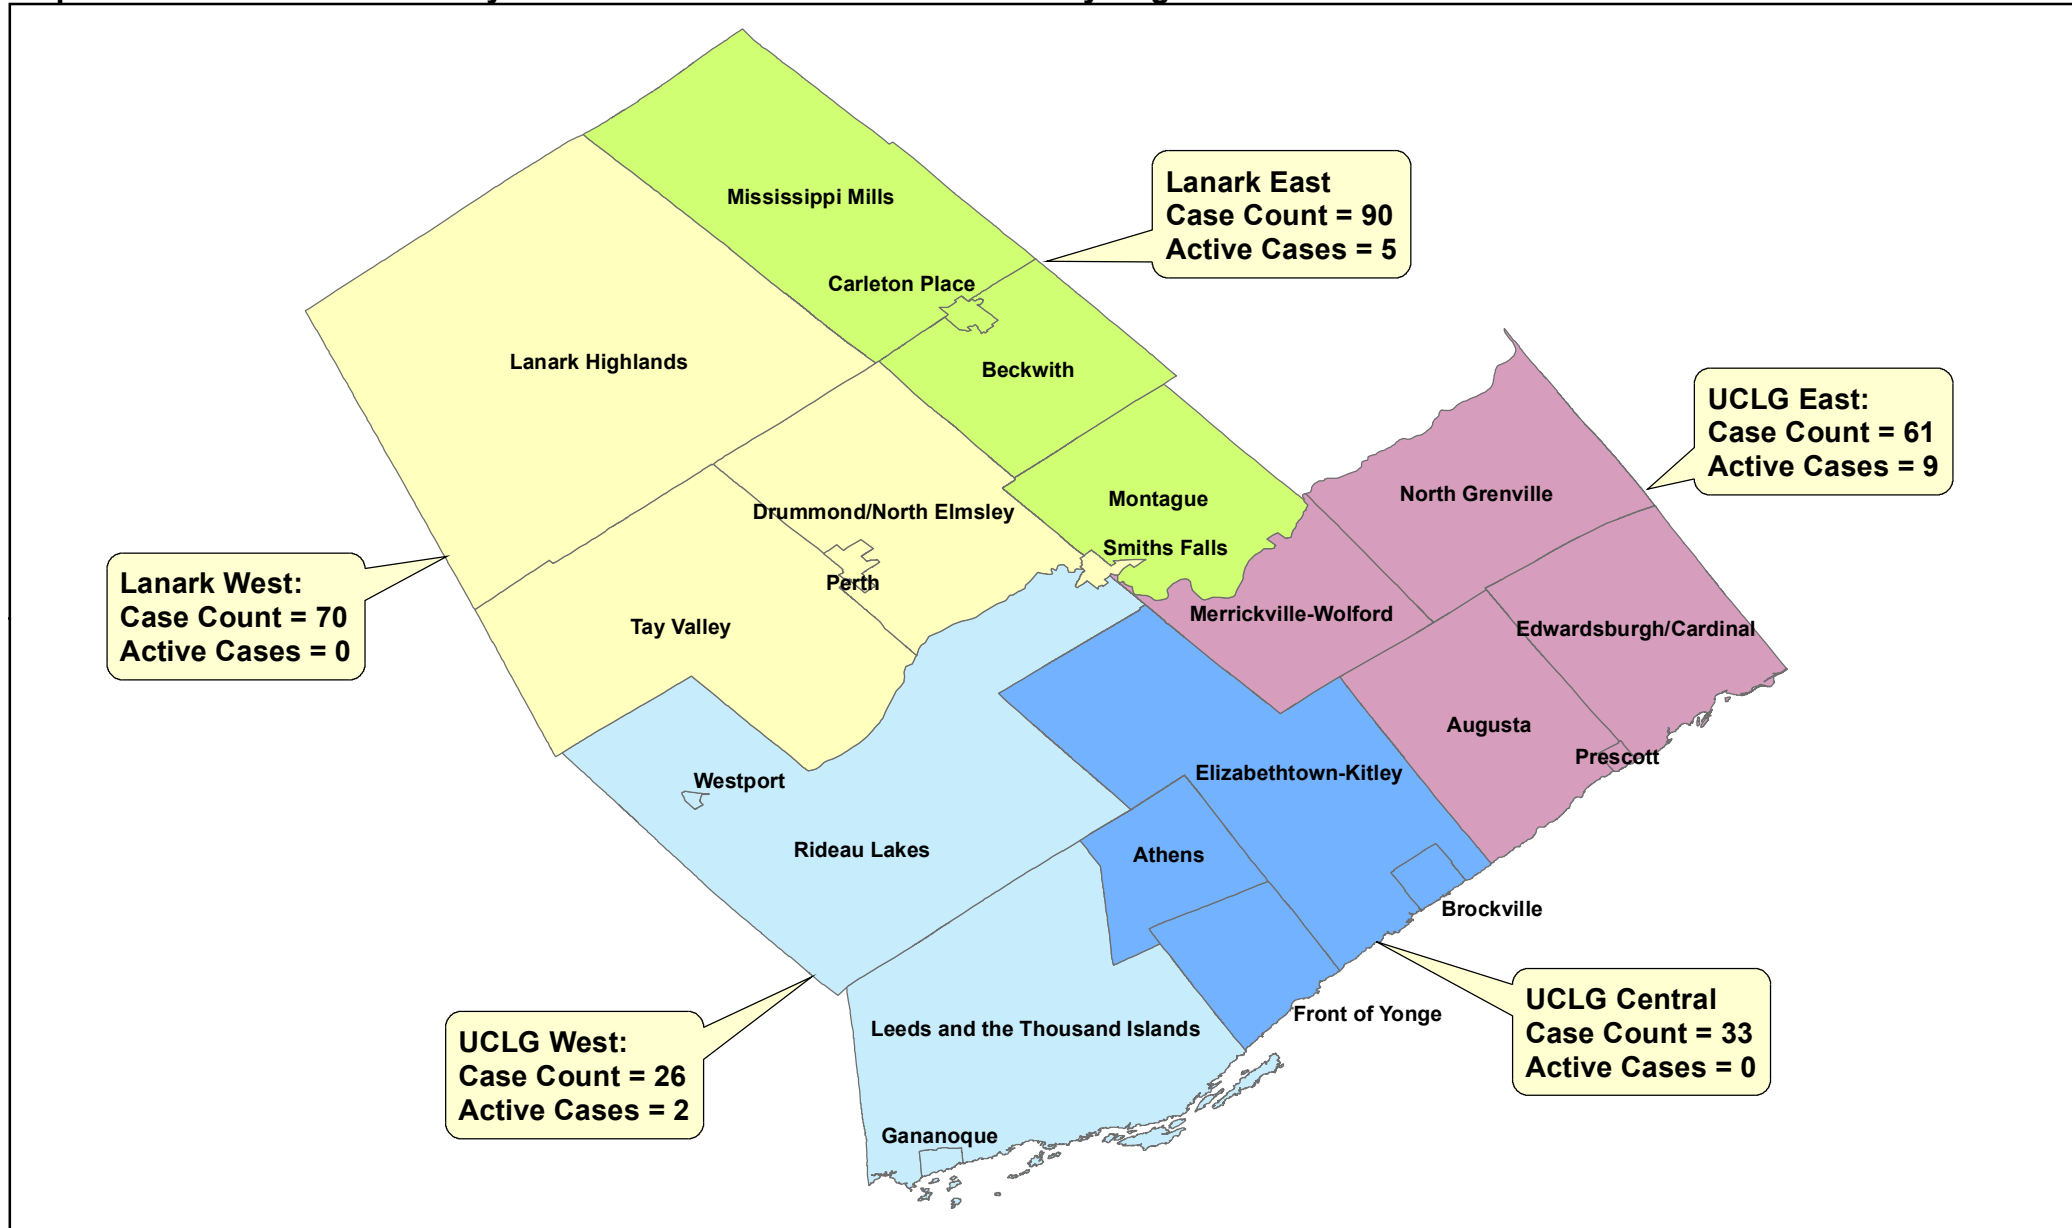 Mississippi Mills
Lanark East
Case Count = 90
Active Cases = 5
Carleton Place
Lanark Highlands
Beckwith
UCLG East:
Case Count = 61
Active Cases = 9
North Grenville
Montague
Drummond/North Elmsley
Smiths Falls
Perth
Lanark West:
Case Count = 70
Active Cases = 0
Merrickville-Wolford
Tay Valley
Edwardsburgh/Cardinal
Augusta
Prescott
Elizabethtown-Kitley
Westport
Rideau Lakes
Athens
Brockville
UCLG Central
Case Count = 33
Active Cases = 0
Front of Yonge
Leeds and the Thousand Islands
UCLG West:
Case Count = 26
Active Cases = 2
Gananoque